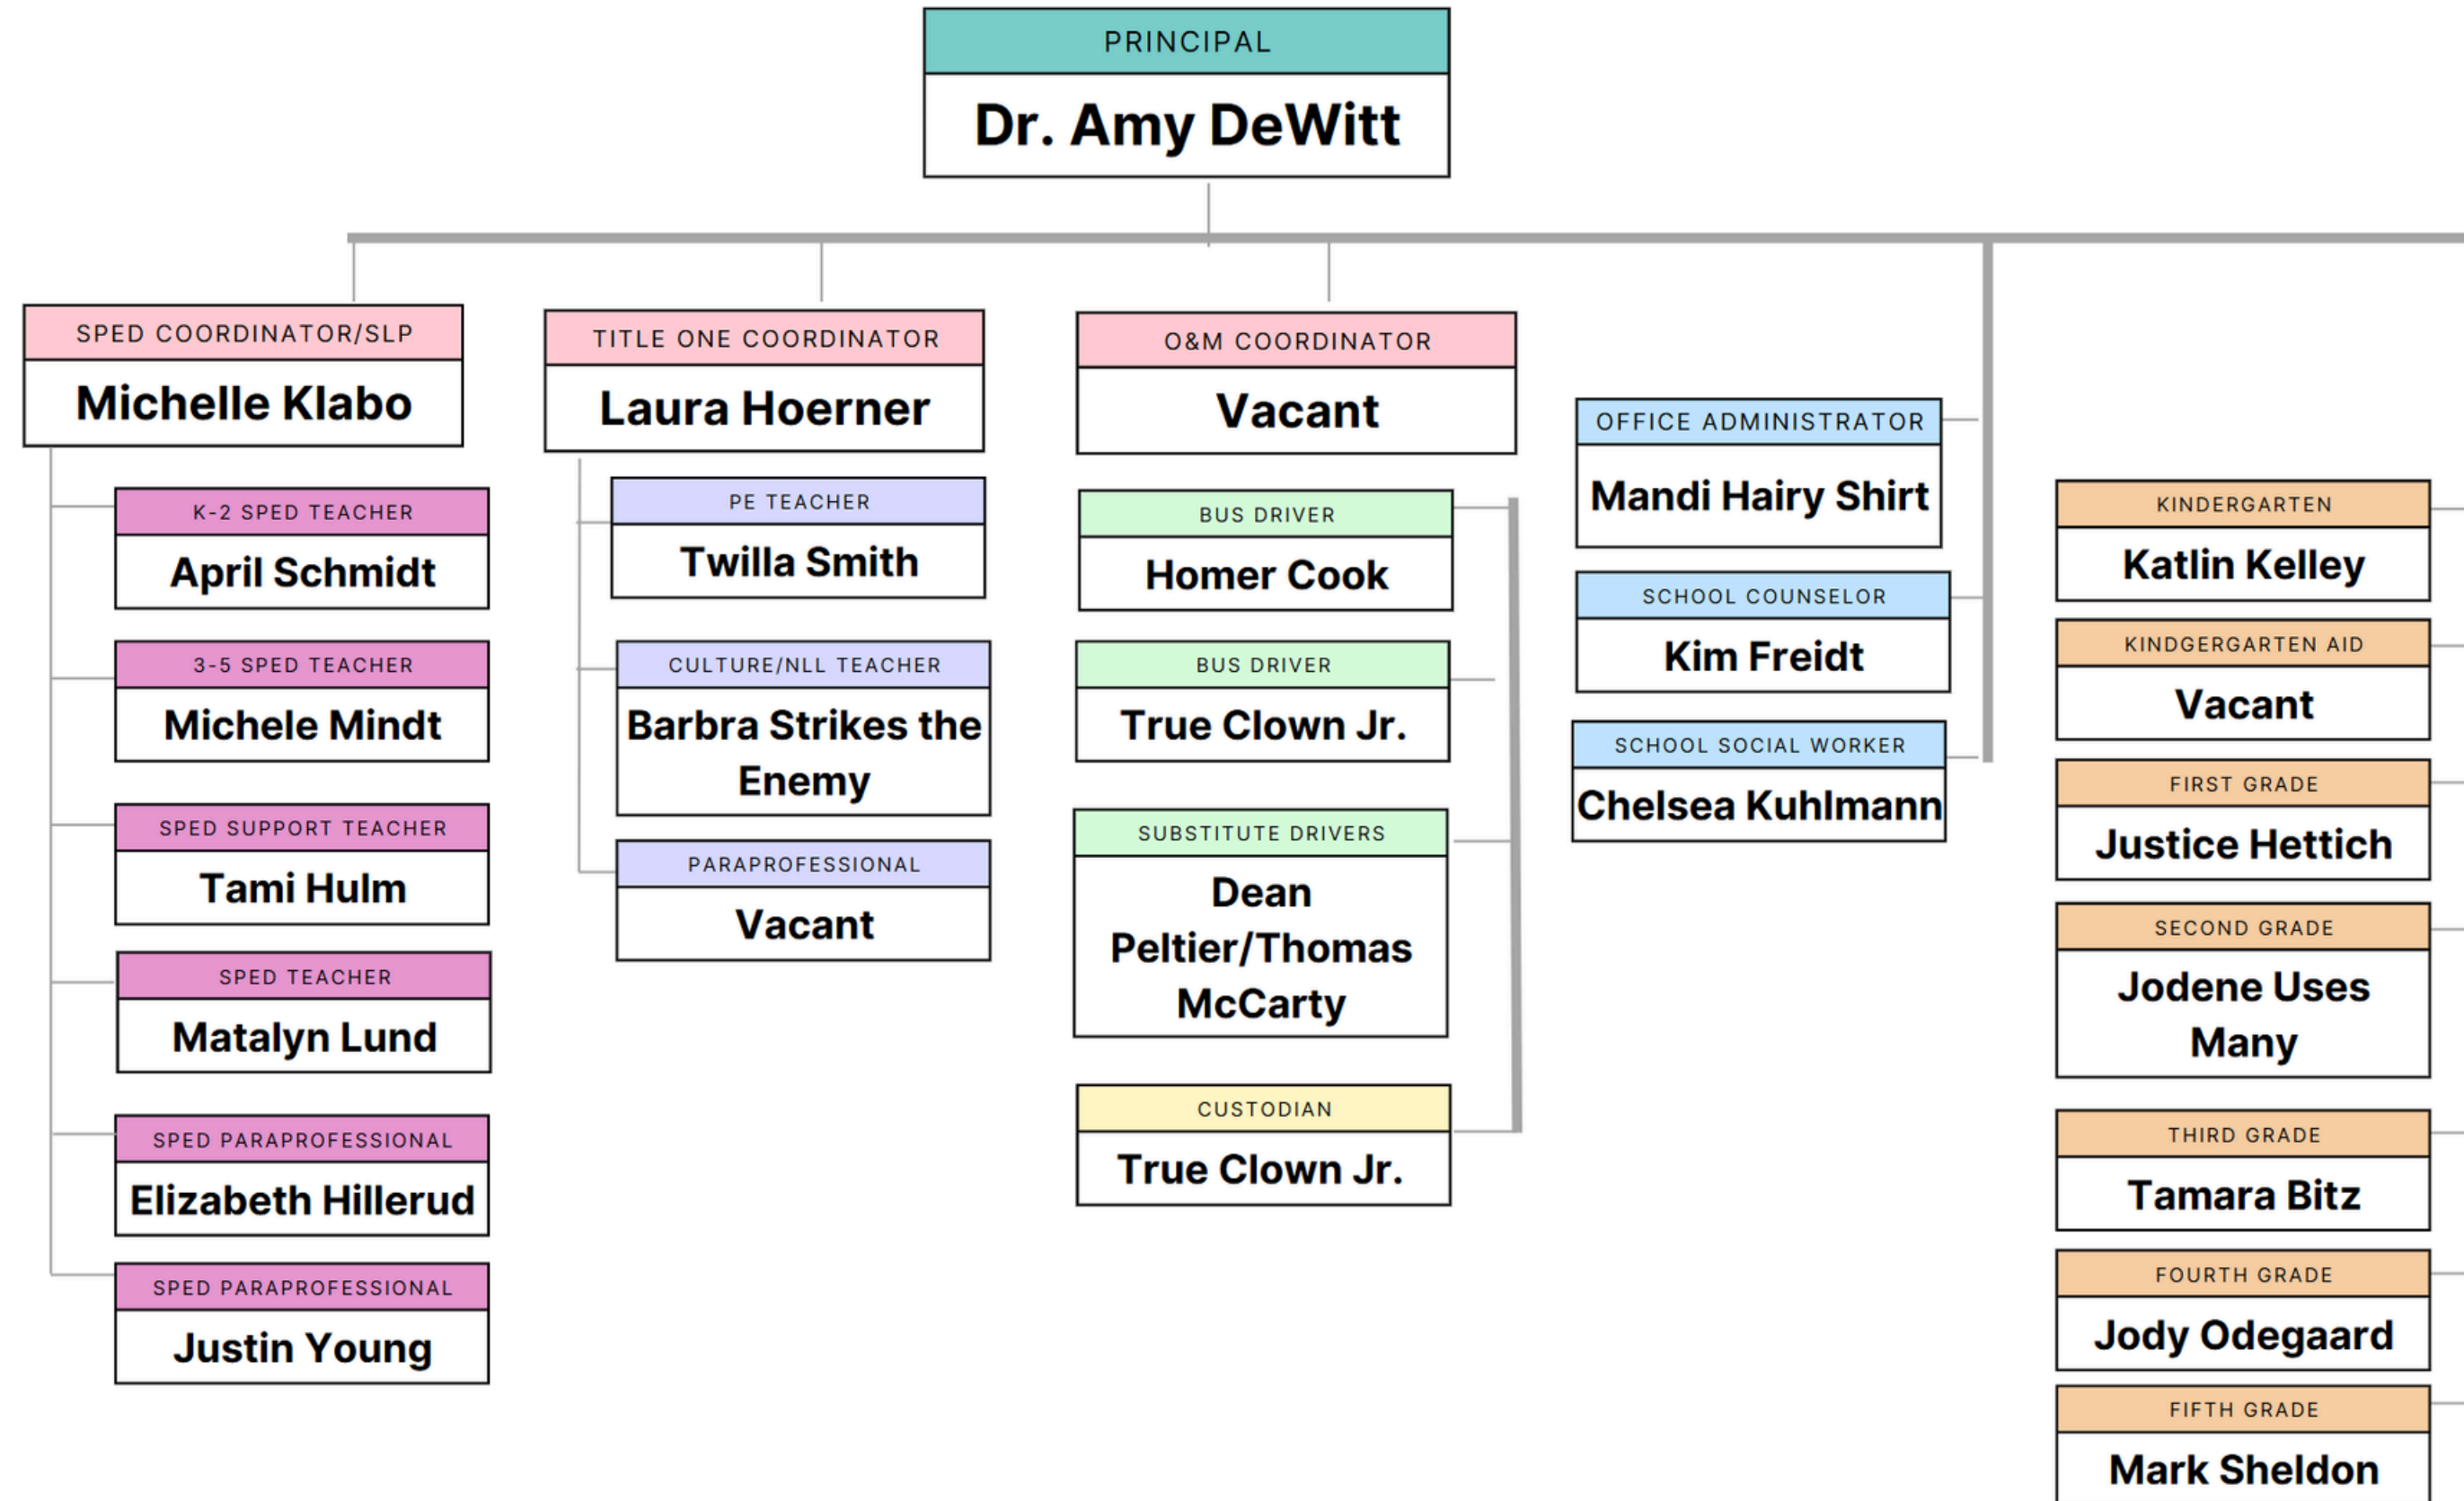 PRINCIPAL
Dr. Amy DeWitt
SPED COORDINATOR/SLP
Michelle Klabo
K-2 SPED TEACHER
April Schmidt
3-5 SPED TEACHER
Michele Mindt
SPED SUPPORT TEACHER
Tami Hulm
SPED TEACHER
Matalyn Lund
SPED PARAPROFESSIONAL
Elizabeth Hillerud
SPED PARAPROFESSIONAL
Justin Young
TITLE ONE COORDINATOR
Laura Hoerner
PE TEACHER
Twilla Smith
CULTURE/NLL TEACHER
Barbra Strikes the
Enemy
PARAPROFESSIONAL
Vacant
O&M COORDINATOR
Vacant
BUS DRIVER
Homer Cook
BUS DRIVER
True Clown Jr.
SUBSTITUTE DRIVERS
Dean
Peltier/Thomas
McCarty
CUSTODIAN
True Clown Jr.
OFFICE ADMINISTRATOR
Mandi Hairy Shirt
SCHOOL COUNSELOR
Kim Freidt
SCHOOL SOCIAL WORKER
Chelsea Kuhlmann
KINDERGARTEN
Katlin Kelley
KINDGERGARTEN AID
Vacant
FIRST GRADE
Justice Hettich
SECOND GRADE
Jodene Uses
Many
THIRD GRADE
Tamara Bitz
FOURTH GRADE
Jody Odegaard
FIFTH GRADE
Mark Sheldon